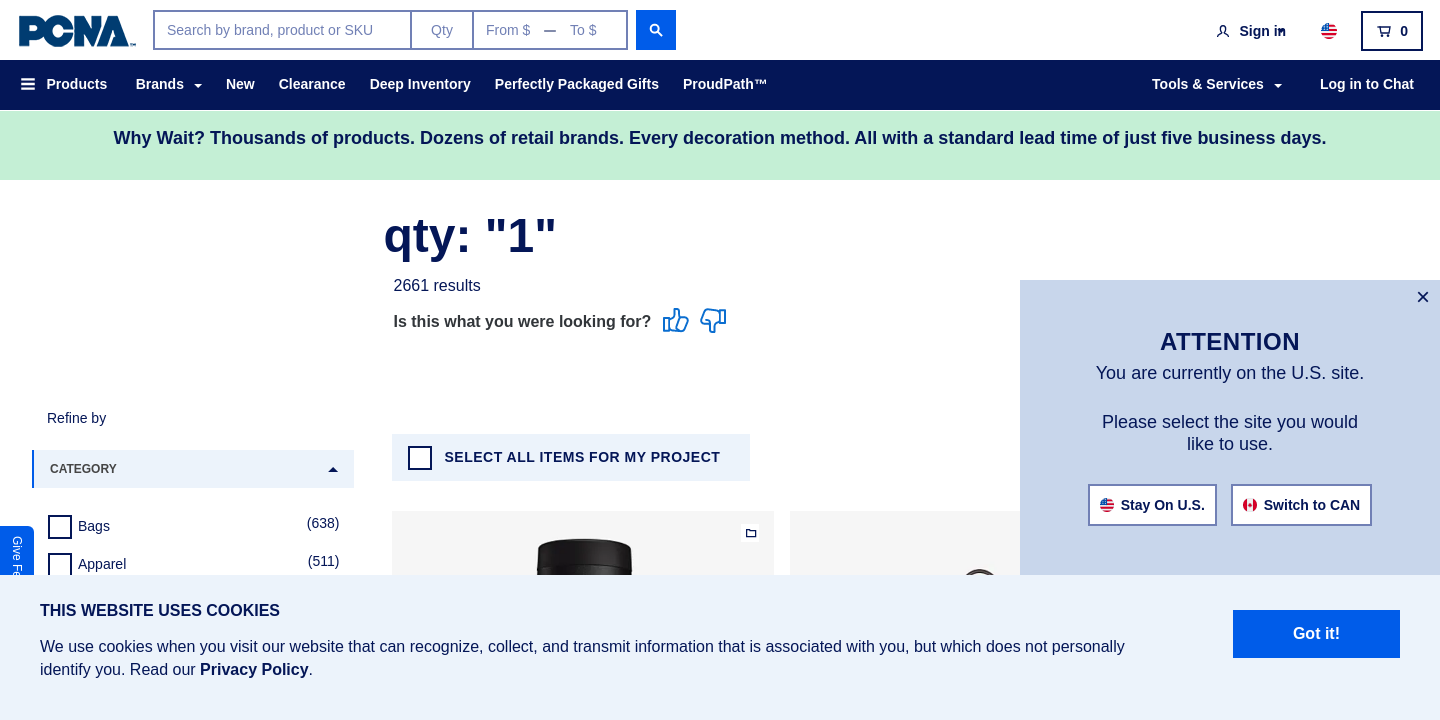 PCNA™
Search by brand, product or SKU
Qty
From $ — To $
Sign in
0
Products
Brands
New
Clearance
Deep Inventory
Perfectly Packaged Gifts
ProudPath™
Tools & Services
Log in to Chat
Why Wait? Thousands of products. Dozens of retail brands. Every decoration method. All with a standard lead time of just five business days.
qty: "1"
2661 results
Is this what you were looking for?
ATTENTION
You are currently on the U.S. site.
Please select the site you would
like to use.
Stay On U.S.
Switch to CAN
Refine by
CATEGORY
SELECT ALL ITEMS FOR MY PROJECT
Bags (638)
Apparel (511)
Give Fe
THIS WEBSITE USES COOKIES
We use cookies when you visit our website that can recognize, collect, and transmit information that is associated with you, but which does not personally
identify you. Read our Privacy Policy.
Got it!